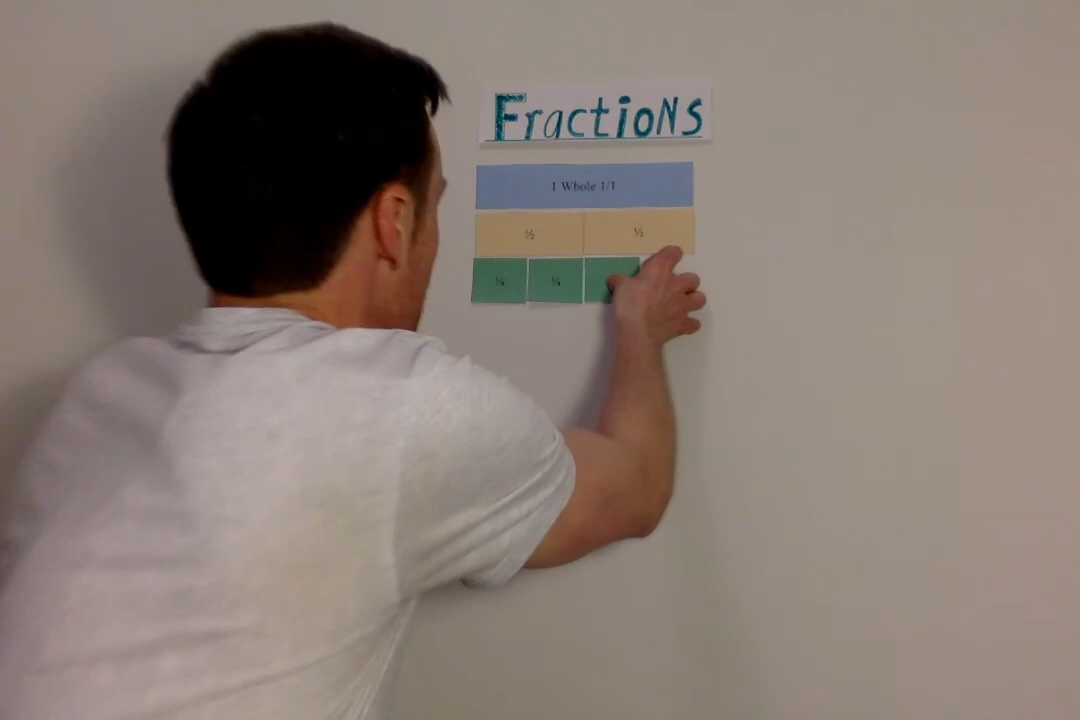 Fractions
1 Whole 1/1
½ ½
¼ ¼